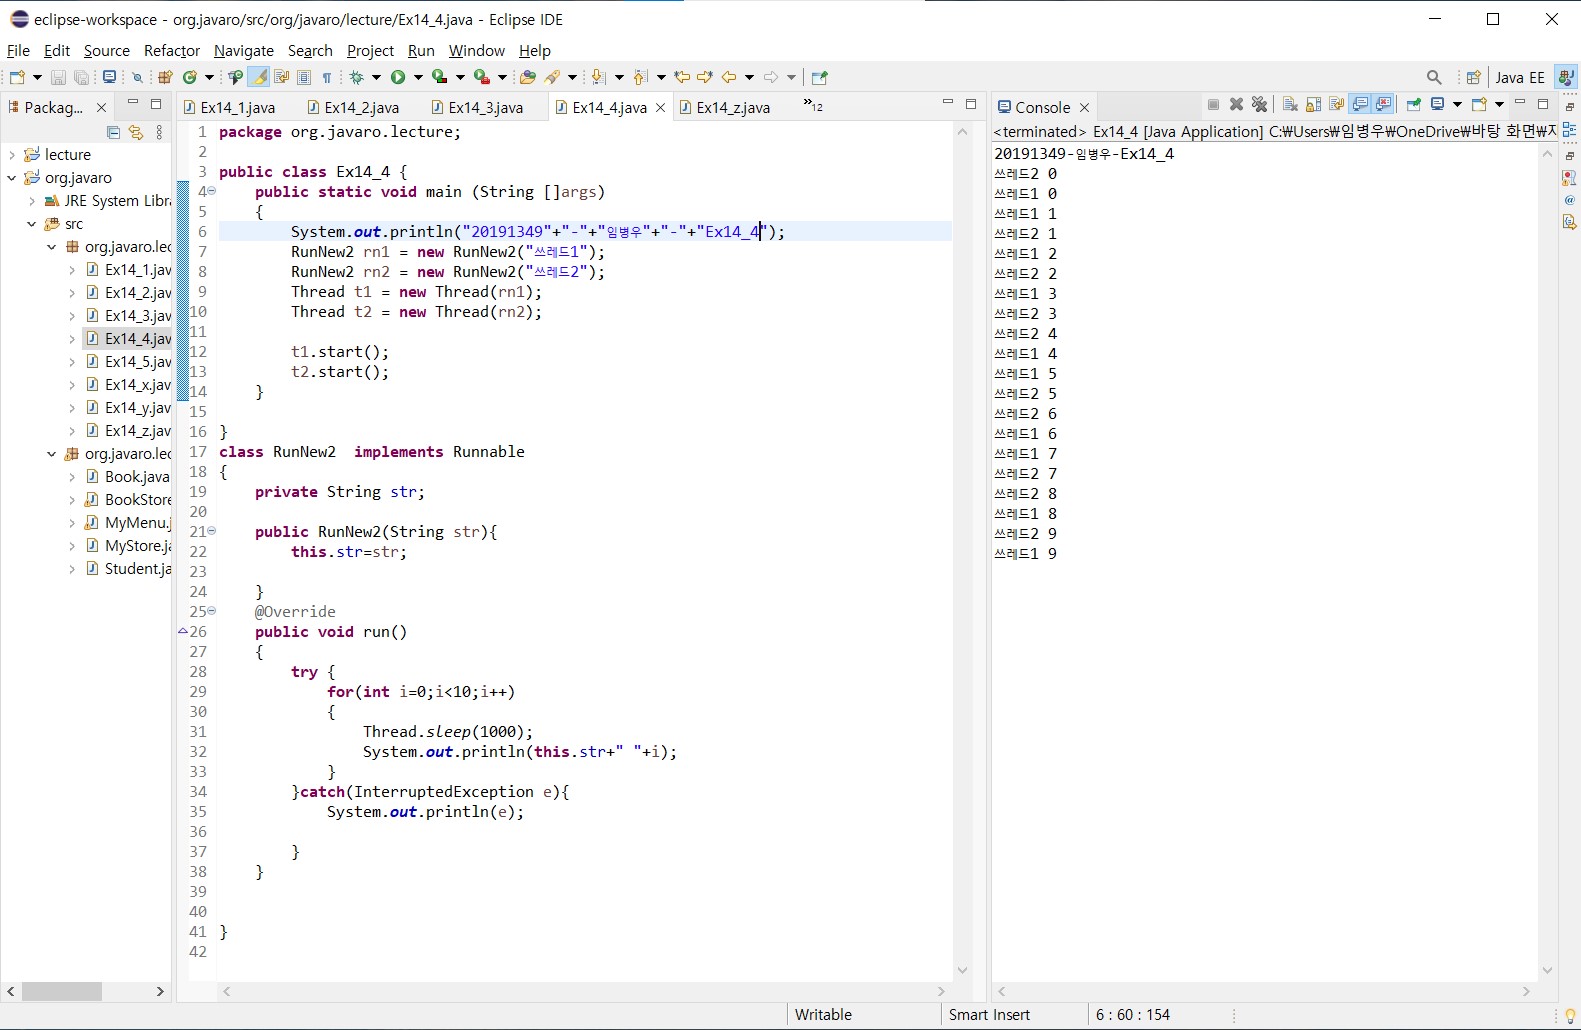 eclipse-workspace - org.javaro/src/org/javaro/lecture/Ex14_4.java - Eclipse IDE
File Edit Source Refactor Navigate Search Project Run Window Help
Java EE
Packag...
lecture
org.javaro
JRE System Libra
src
org.javaro.lec
Ex14_1.jav
Ex14_2.jav
Ex14_3.jav
Ex14_4.jav
Ex14_5.jav
Ex14_x.jav
Ex14_y.jav
Ex14_z.jav
org.javaro.lec
Book.java
BookStore
MyMenu.j
MyStore.ja
Student.ja
Ex14_1.java Ex14_2.java Ex14_3.java Ex14_4.java Ex14_z.java »12
1 package org.javaro.lecture;
2
3 public class Ex14_4 {
4 public static void main (String []args)
5 {
6 System.out.println("20191349"+"-"+"임병우"+"-"+"Ex14_4");
7 RunNew2 rn1 = new RunNew2("쓰레드1");
8 RunNew2 rn2 = new RunNew2("쓰레드2");
9 Thread t1 = new Thread(rn1);
10 Thread t2 = new Thread(rn2);
11
12 t1.start();
13 t2.start();
14 }
15
16 }
17 class RunNew2  implements Runnable
18 {
19 private String str;
20
21 public RunNew2(String str){
22 this.str=str;
23
24 }
25 @Override
26 public void run()
27 {
28 try {
29 for(int i=0;i<10;i++)
30 {
31 Thread.sleep(1000);
32 System.out.println(this.str+" "+i);
33 }
34 }catch(InterruptedException e){
35 System.out.println(e);
36
37 }
38 }
39
40
41 }
42
Console
<terminated> Ex14_4 [Java Application] C:₩Users₩임병우₩OneDrive₩바탕 화면₩
20191349-임병우-Ex14_4
쓰레드2 0
쓰레드1 0
쓰레드1 1
쓰레드2 1
쓰레드1 2
쓰레드2 2
쓰레드1 3
쓰레드2 3
쓰레드2 4
쓰레드1 4
쓰레드1 5
쓰레드2 5
쓰레드2 6
쓰레드1 6
쓰레드1 7
쓰레드2 7
쓰레드2 8
쓰레드1 8
쓰레드2 9
쓰레드1 9
Writable Smart Insert 6 : 60 : 154